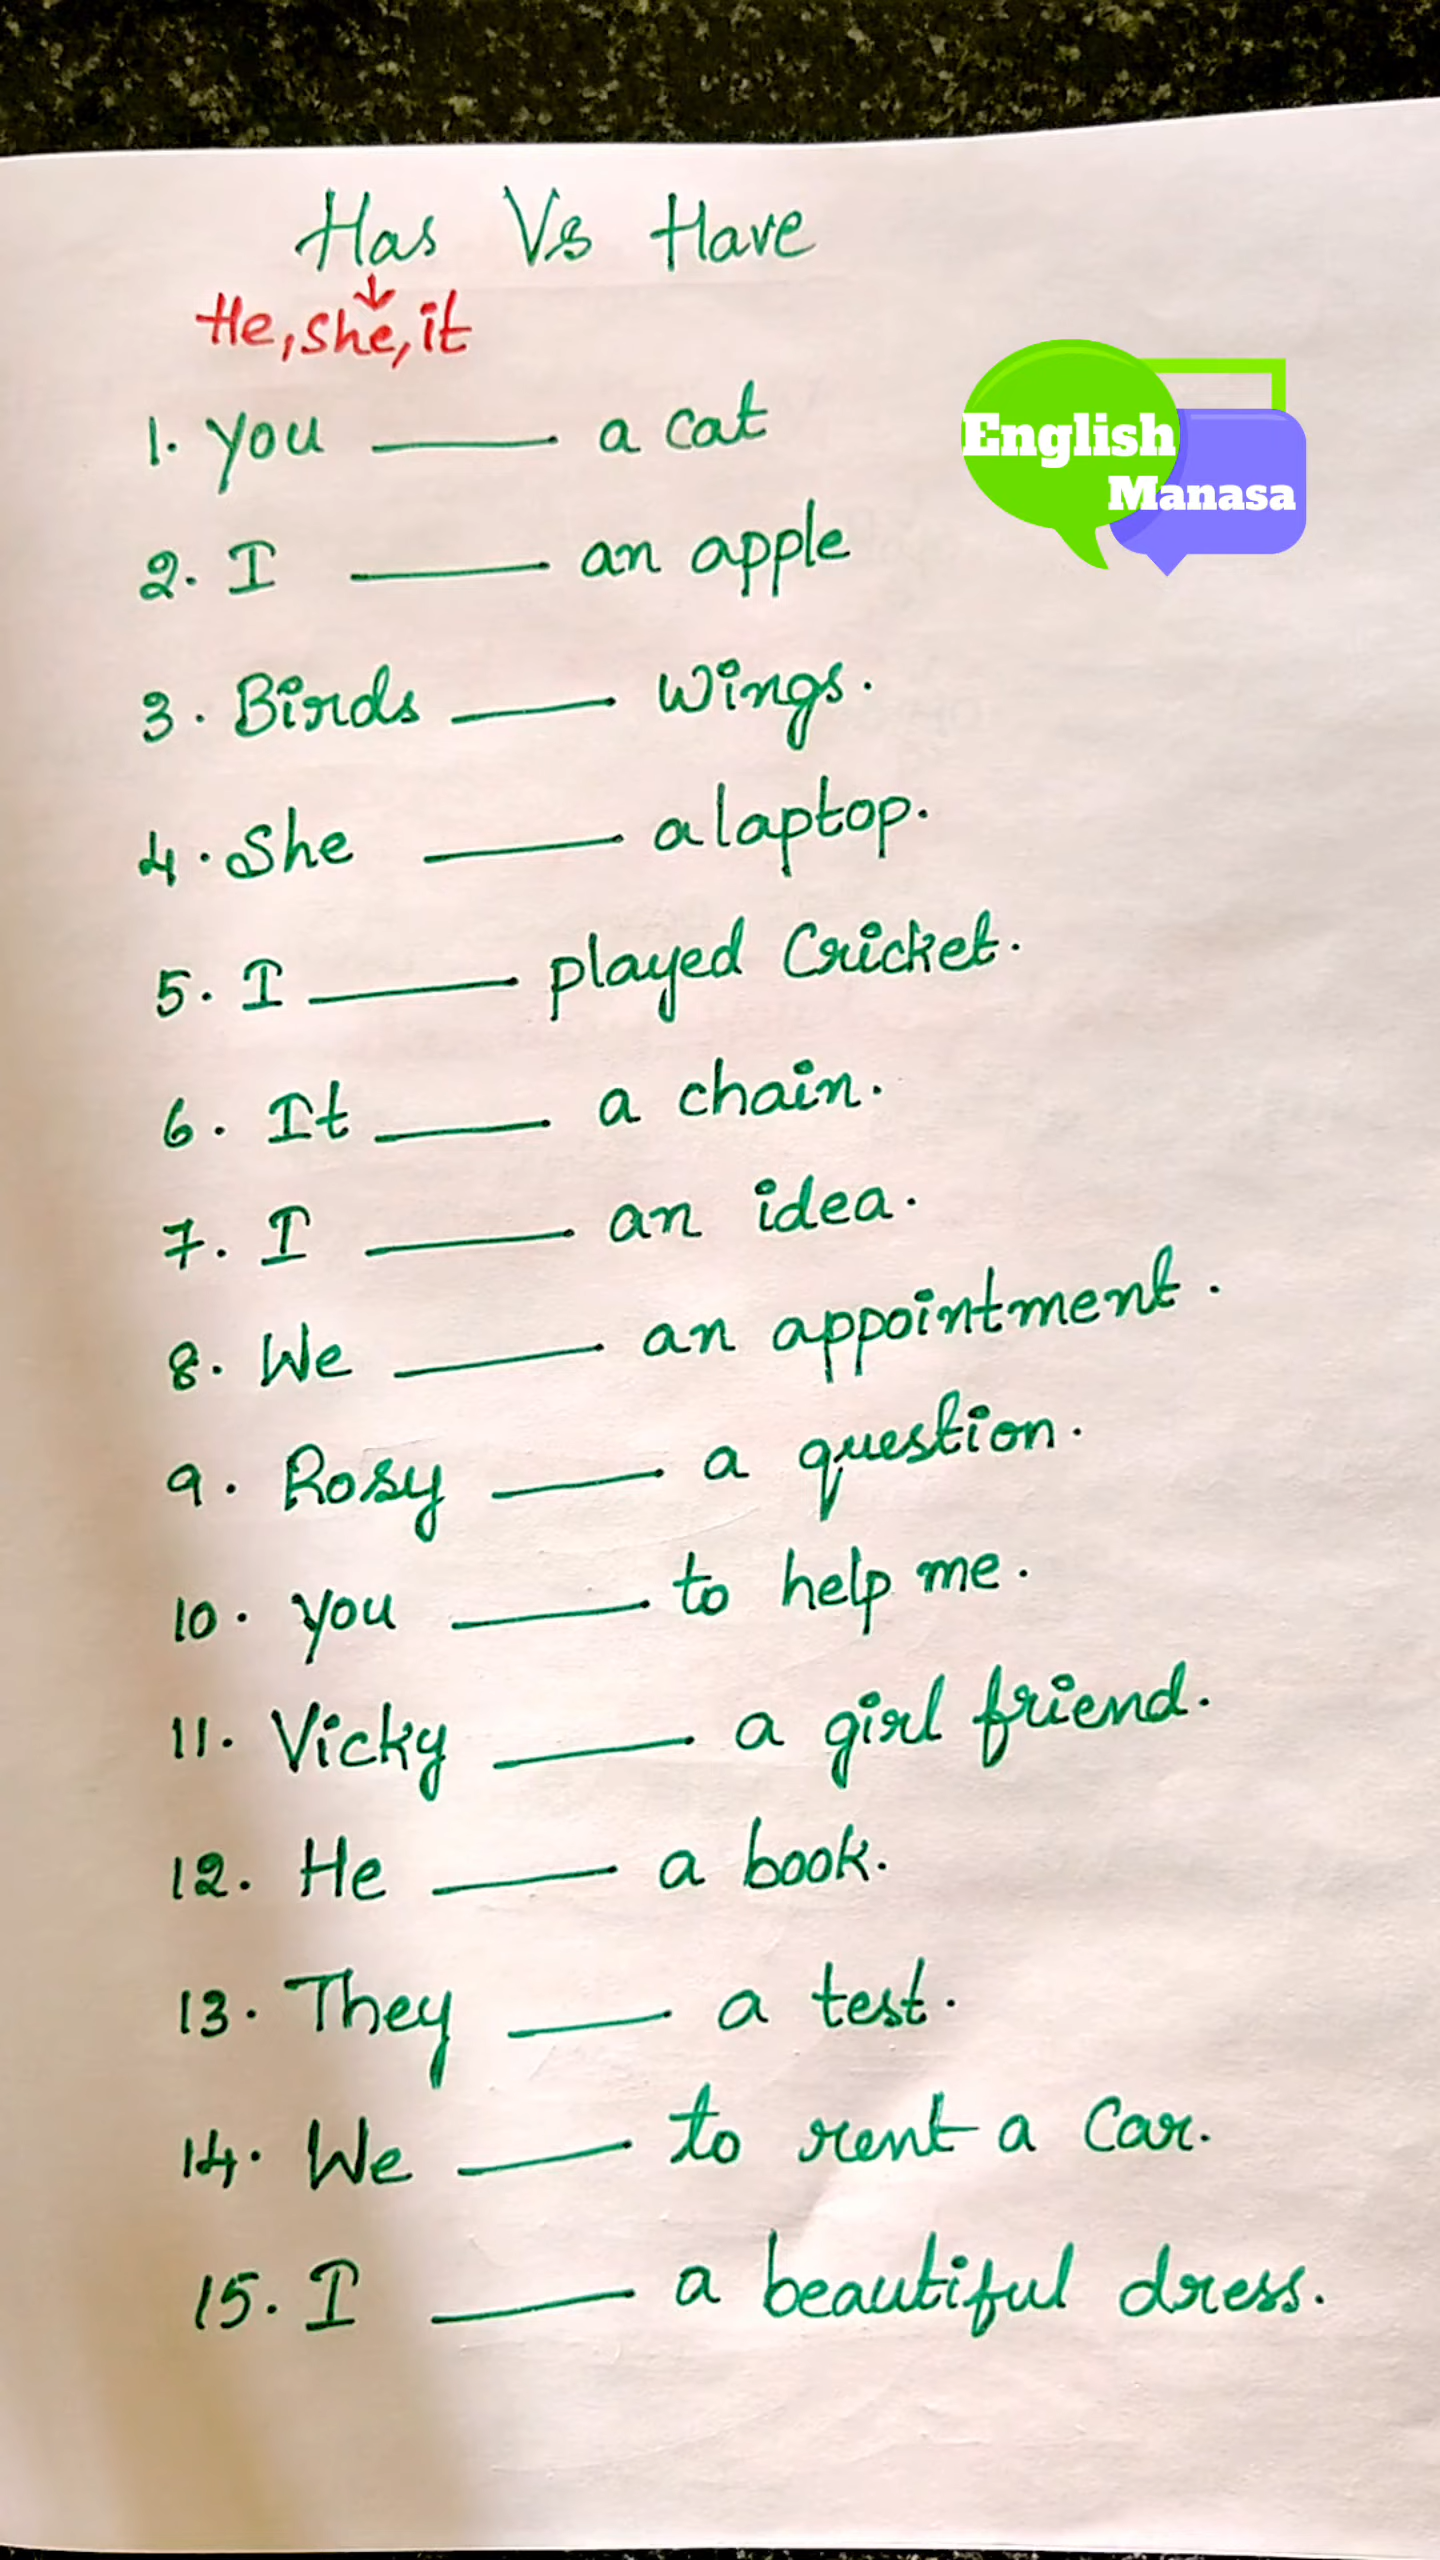 Has Vs Have
He, she, it
English
Manasa
1. you ____ a cat
2. I ____ an apple
3. Birds ____ wings.
4. She ____ a laptop.
5. I ____ played Cricket.
6. It ____ a chain.
7. I ____ an idea.
8. We ____ an appointment.
9. Rosy ____ a question.
10. you ____ to help me.
11. Vicky ____ a girl friend.
12. He ____ a book.
13. They ____ a test.
14. We ____ to rent a Car.
15. I ____ a beautiful dress.